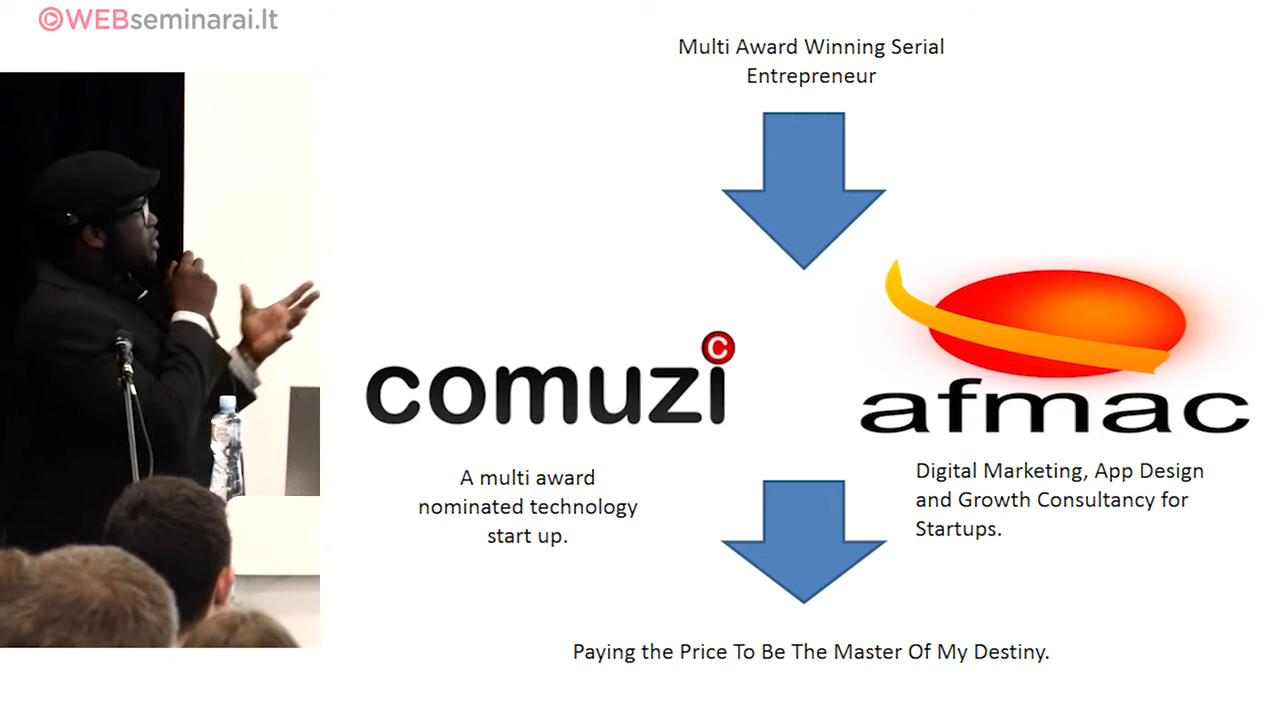 ©WEBseminarai.lt
Multi Award Winning Serial
Entrepreneur
comuzi
C
afmac
A multi award
nominated technology
start up.
Digital Marketing, App Design
and Growth Consultancy for
Startups.
Paying the Price To Be The Master Of My Destiny.